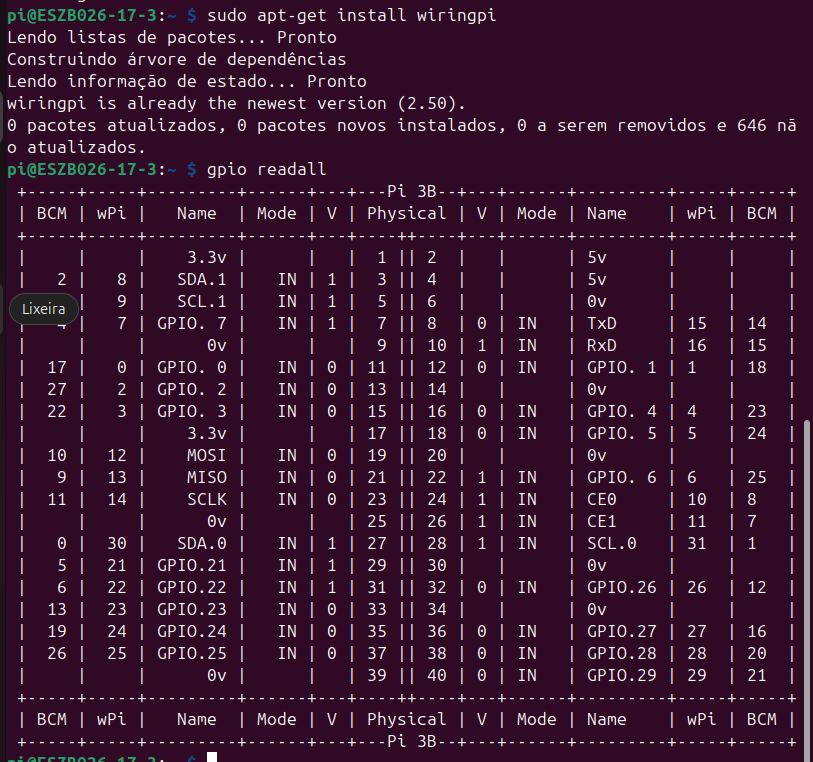 pi@ESZB026-17-3:~ $ sudo apt-get install wiringpi
Lendo listas de pacotes... Pronto
Construindo árvore de dependências
Lendo informação de estado... Pronto
wiringpi is already the newest version (2.50).
0 pacotes atualizados, 0 pacotes novos instalados, 0 a serem removidos e 646 nã
o atualizados.
pi@ESZB026-17-3:~ $ gpio readall
 +-----+-----+---------+------+---+---Pi 3B--+---+------+---------+-----+-----+
 | BCM | wPi |   Name  | Mode | V | Physical | V | Mode | Name    | wPi | BCM |
 +-----+-----+---------+------+---+----++----+---+------+---------+-----+-----+
 |     |     |    3.3v |      |   |  1 || 2  |   |      | 5v      |     |     |
 |   2 |   8 |   SDA.1 |   IN | 1 |  3 || 4  |   |      | 5v      |     |     |
Lixeira |   9 |   SCL.1 |   IN | 1 |  5 || 6  |   |      | 0v      |     |     |
 |   4 |   7 | GPIO. 7 |   IN | 1 |  7 || 8  | 0 | IN   | TxD     | 15  | 14  |
 |     |     |      0v |      |   |  9 || 10 | 1 | IN   | RxD     | 16  | 15  |
 |  17 |   0 | GPIO. 0 |   IN | 0 | 11 || 12 | 0 | IN   | GPIO. 1 | 1   | 18  |
 |  27 |   2 | GPIO. 2 |   IN | 0 | 13 || 14 |   |      | 0v      |     |     |
 |  22 |   3 | GPIO. 3 |   IN | 0 | 15 || 16 | 0 | IN   | GPIO. 4 | 4   | 23  |
 |     |     |    3.3v |      |   | 17 || 18 | 0 | IN   | GPIO. 5 | 5   | 24  |
 |  10 |  12 |    MOSI |   IN | 0 | 19 || 20 |   |      | 0v      |     |     |
 |   9 |  13 |    MISO |   IN | 0 | 21 || 22 | 1 | IN   | GPIO. 6 | 6   | 25  |
 |  11 |  14 |    SCLK |   IN | 0 | 23 || 24 | 1 | IN   | CE0     | 10  | 8   |
 |     |     |      0v |      |   | 25 || 26 | 1 | IN   | CE1     | 11  | 7   |
 |   0 |  30 |   SDA.0 |   IN | 1 | 27 || 28 | 1 | IN   | SCL.0   | 31  | 1   |
 |   5 |  21 | GPIO.21 |   IN | 1 | 29 || 30 |   |      | 0v      |     |     |
 |   6 |  22 | GPIO.22 |   IN | 1 | 31 || 32 | 0 | IN   | GPIO.26 | 26  | 12  |
 |  13 |  23 | GPIO.23 |   IN | 0 | 33 || 34 |   |      | 0v      |     |     |
 |  19 |  24 | GPIO.24 |   IN | 0 | 35 || 36 | 0 | IN   | GPIO.27 | 27  | 16  |
 |  26 |  25 | GPIO.25 |   IN | 0 | 37 || 38 | 0 | IN   | GPIO.28 | 28  | 20  |
 |     |     |      0v |      |   | 39 || 40 | 0 | IN   | GPIO.29 | 29  | 21  |
 +-----+-----+---------+------+---+----++----+---+------+---------+-----+-----+
 | BCM | wPi |   Name  | Mode | V | Physical | V | Mode | Name    | wPi | BCM |
 +-----+-----+---------+------+---+---Pi 3B--+---+------+---------+-----+-----+
pi@ESZB026-17-3:~ $